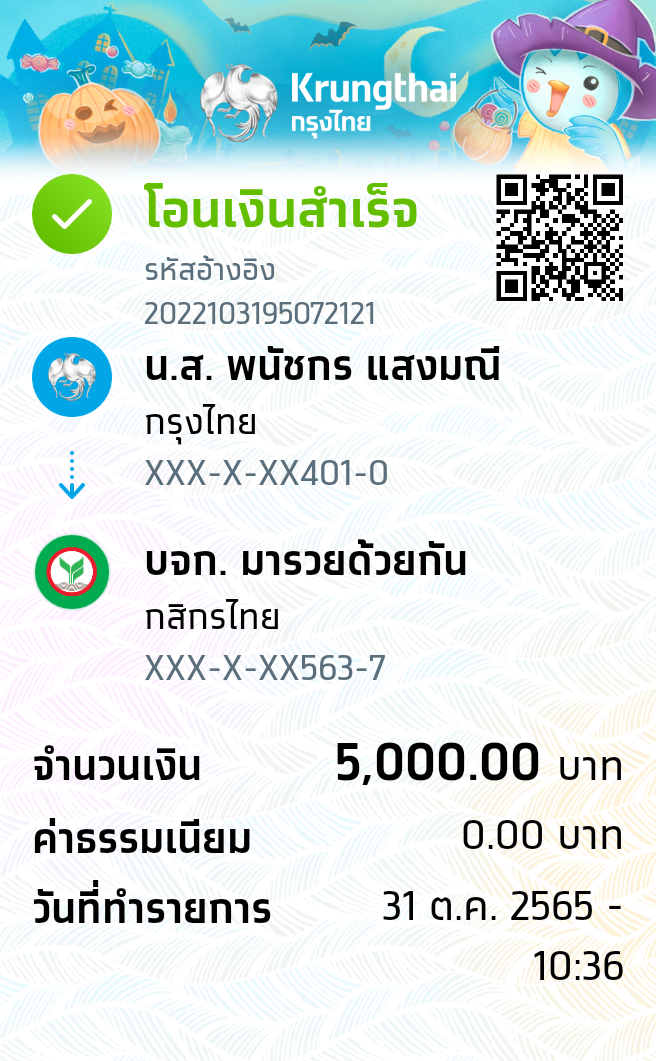 Krungthai
กรุงไทย
โอนเงินสำเร็จ
รหัสอ้างอิง
2022103195072121
น.ส. พนัชกร แสงมณี
กรุงไทย
XXX-X-XX401-0
บจก. มารวยด้วยกัน
กสิกรไทย
XXX-X-XX563-7
จำนวนเงิน 5,000.00 บาท
ค่าธรรมเนียม 0.00 บาท
วันที่ทำรายการ 31 ต.ค. 2565 -
10:36